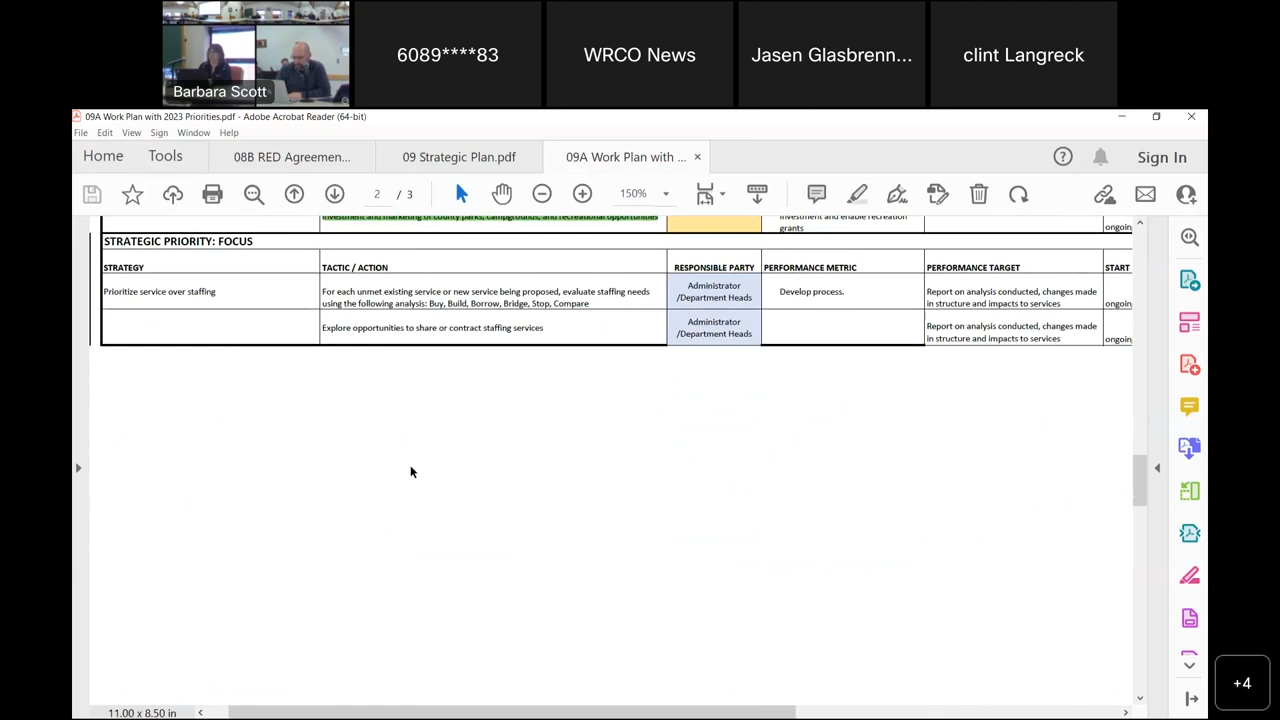 6089****83
WRCO News
Jasen Glasbrenn...
clint Langreck
Barbara Scott
09A Work Plan with 2023 Priorities.pdf - Adobe Acrobat Reader (64-bit)
File Edit View Sign Window Help
Home Tools 08B RED Agreemen... 09 Strategic Plan.pdf 09A Work Plan with ... Sign In
2 / 3 150%
investment and marketing of county parks, campgrounds, and recreational opportunities
investment and enable recreation
grants
ongoin
STRATEGIC PRIORITY: FOCUS
STRATEGY TACTIC / ACTION RESPONSIBLE PARTY PERFORMANCE METRIC PERFORMANCE TARGET START
Prioritize service over staffing
For each unmet existing service or new service being proposed, evaluate staffing needs
using the following analysis: Buy, Build, Borrow, Bridge, Stop, Compare
Administrator
/Department Heads
Develop process.
Report on analysis conducted, changes made
in structure and impacts to services
ongoin
Explore opportunities to share or contract staffing services
Administrator
/Department Heads
Report on analysis conducted, changes made
in structure and impacts to services
ongoin
11.00 x 8.50 in
+4